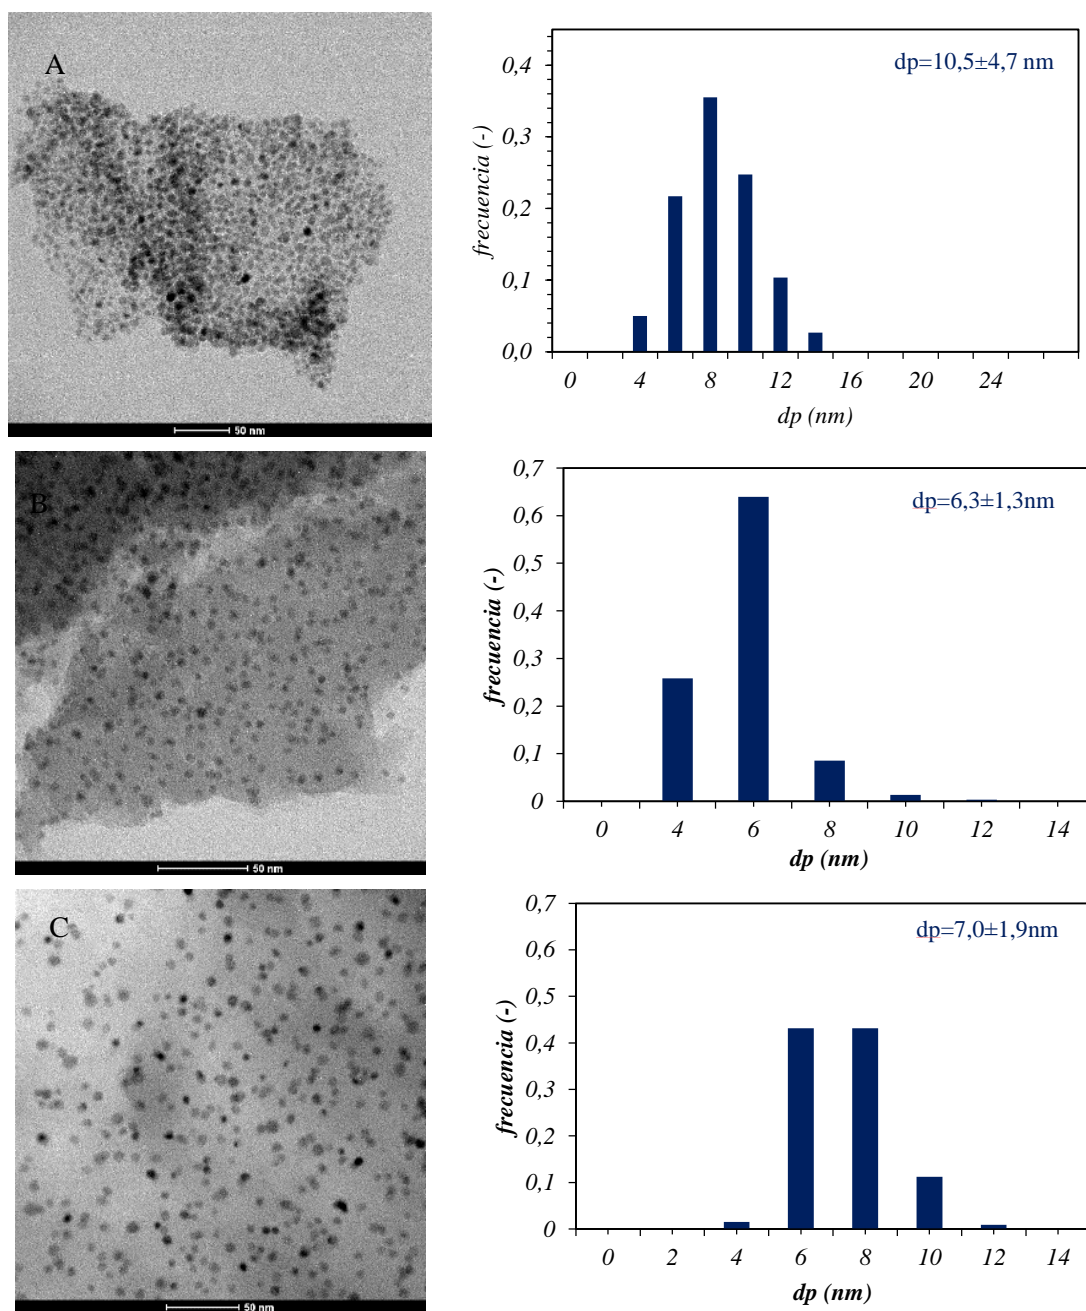 A
50 nm
dp=10,5±4,7 nm
0,4
0,3
0,2
0,1
0,0
frecuencia (-)
0 4 8 12 16 20 24
dp (nm)
B
50 nm
dp=6,3±1,3nm
0,7
0,6
0,5
0,4
0,3
0,2
0,1
0
frecuencia (-)
0 4 6 8 10 12 14
dp (nm)
C
50 nm
dp=7,0±1,9nm
0,7
0,6
0,5
0,4
0,3
0,2
0,1
0
frecuencia (-)
0 2 4 6 8 10 12 14
dp (nm)